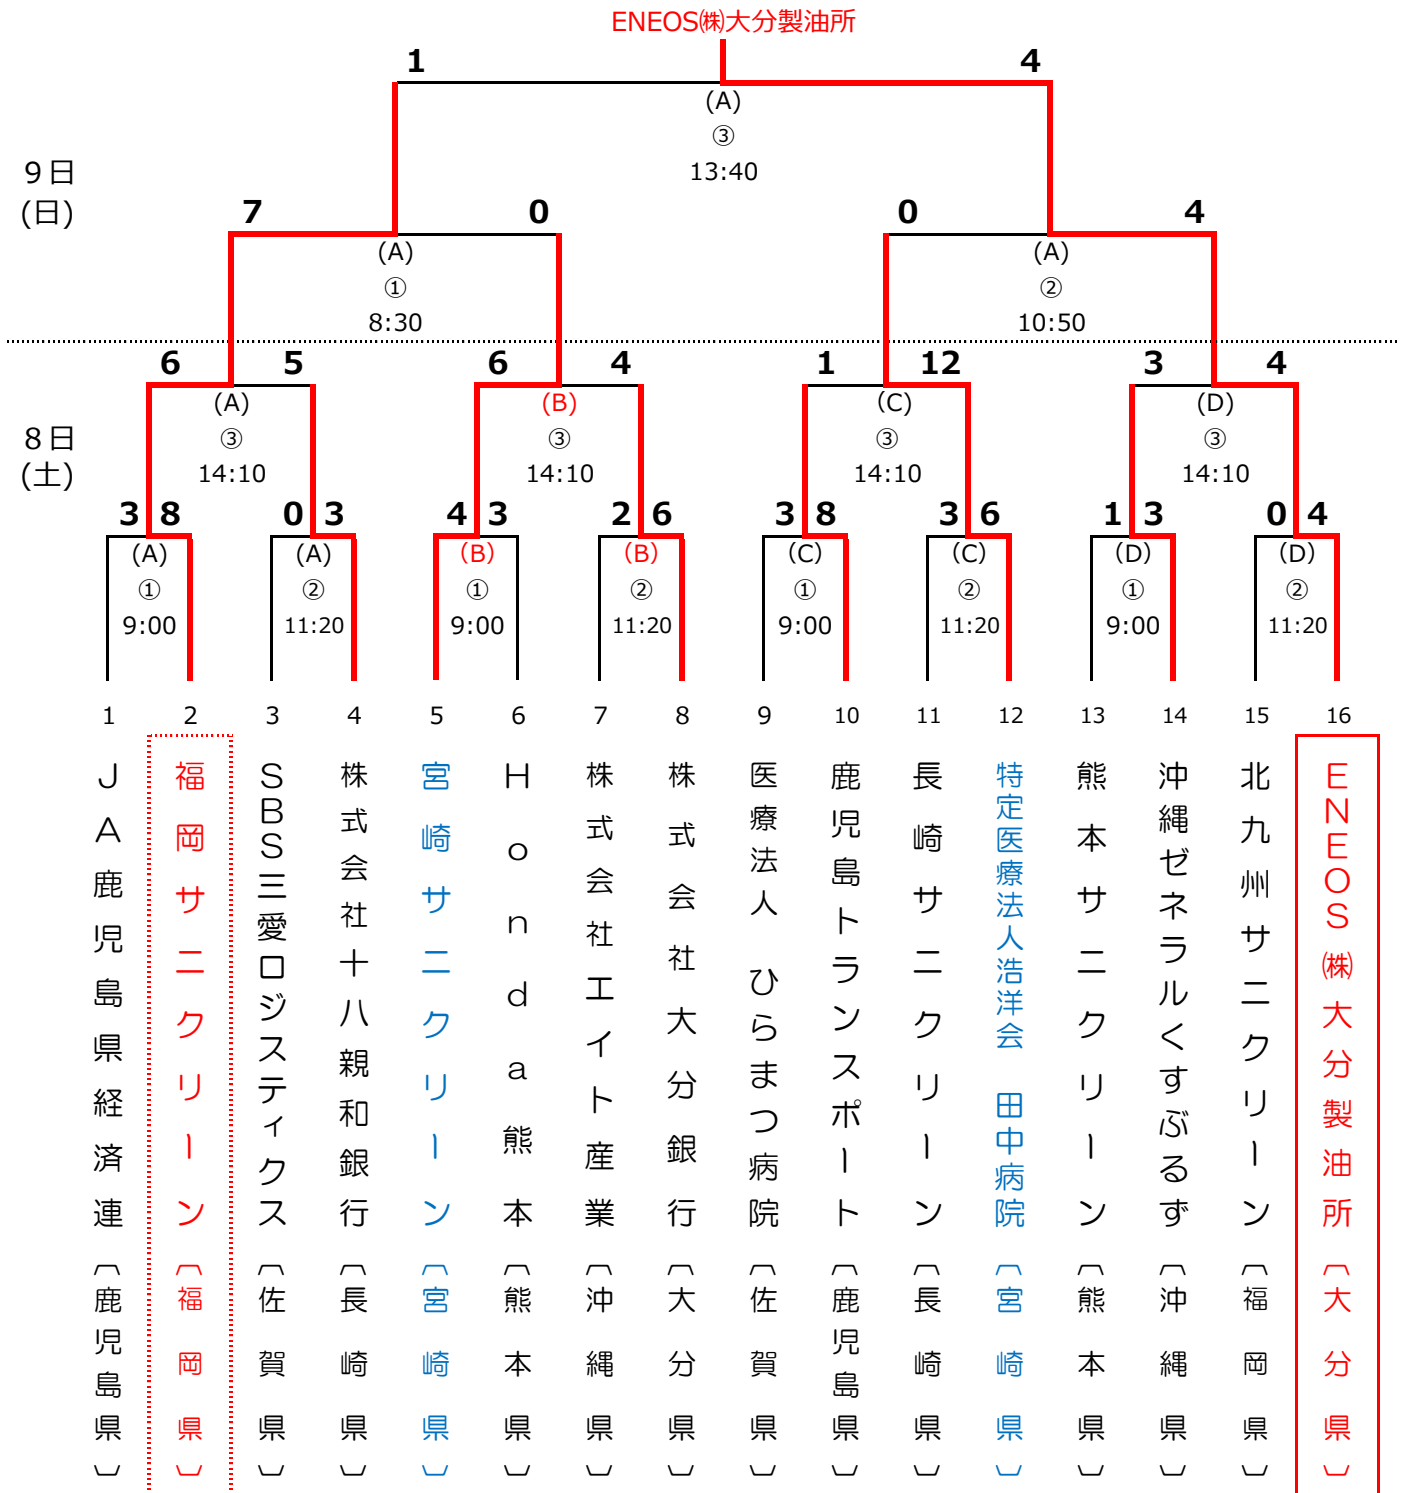 ENEOS㈱大分製油所
1 4
(A)
③
13:40
9日
(日)
7 0 0 4
(A) (A)
① ②
8:30 10:50
6 5 6 4 1 12 3 4
(A) (B) (C) (D)
8日
(土)
③ ③ ③ ③
14:10 14:10 14:10 14:10
3 8 0 3 4 3 2 6 3 8 3 6 1 3 0 4
(A) (A) (B) (B) (C) (C) (D) (D)
① ② ① ② ① ② ① ②
9:00 11:20 9:00 11:20 9:00 11:20 9:00 11:20
1 2 3 4 5 6 7 8 9 10 11 12 13 14 15 16
JA鹿児島県経済連〔鹿児島県〕
福岡サニクリーン〔福岡県〕
SBS三愛ロジスティクス〔佐賀県〕
株式会社十八親和銀行〔長崎県〕
宮崎サニクリーン〔宮崎県〕
Honda熊本〔熊本県〕
株式会社エイト産業〔沖縄県〕
株式会社大分銀行〔大分県〕
医療法人 ひらまつ病院〔佐賀県〕
鹿児島トランスポート〔鹿児島県〕
長崎サニクリーン〔長崎県〕
特定医療法人浩洋会 田中病院〔宮崎県〕
熊本サニクリーン〔熊本県〕
沖縄ゼネラルくすぶるず〔沖縄県〕
北九州サニクリーン〔福岡県〕
ENEOS㈱大分製油所〔大分県〕